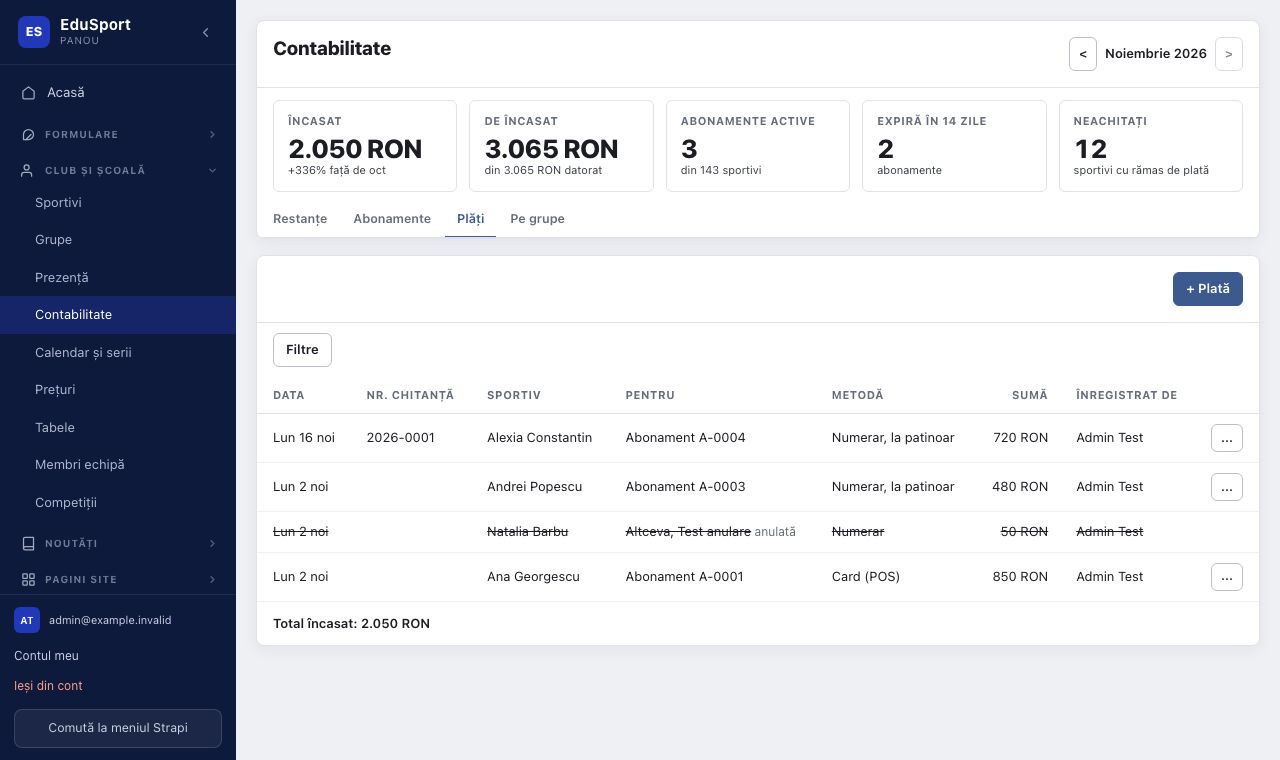 ES
EduSport
PANOU
Acasă
FORMULARE
CLUB ȘI ȘCOALĂ
Sportivi
Grupe
Prezență
Contabilitate
Calendar și serii
Prețuri
Tabele
Membri echipă
Competiții
NOUTĂȚI
PAGINI SITE
AT admin@example.invalid
Contul meu
Ieși din cont
Comută la meniul Strapi
Contabilitate
< Noiembrie 2026 >
ÎNCASAT
2.050 RON
+336% față de oct
DE ÎNCASAT
3.065 RON
din 3.065 RON datorat
ABONAMENTE ACTIVE
3
din 143 sportivi
EXPIRĂ ÎN 14 ZILE
2
abonamente
NEACHITAȚI
12
sportivi cu rămas de plată
Restanțe Abonamente Plăți Pe grupe
+ Plată
Filtre
DATA NR. CHITANȚĂ SPORTIV PENTRU METODĂ SUMĂ ÎNREGISTRAT DE
Lun 16 noi 2026-0001 Alexia Constantin Abonament A-0004 Numerar, la patinoar 720 RON Admin Test ...
Lun 2 noi Andrei Popescu Abonament A-0003 Numerar, la patinoar 480 RON Admin Test ...
Lun 2 noi Natalia Barbu Altceva, Test anulare anulată Numerar 50 RON Admin Test
Lun 2 noi Ana Georgescu Abonament A-0001 Card (POS) 850 RON Admin Test ...
Total încasat: 2.050 RON